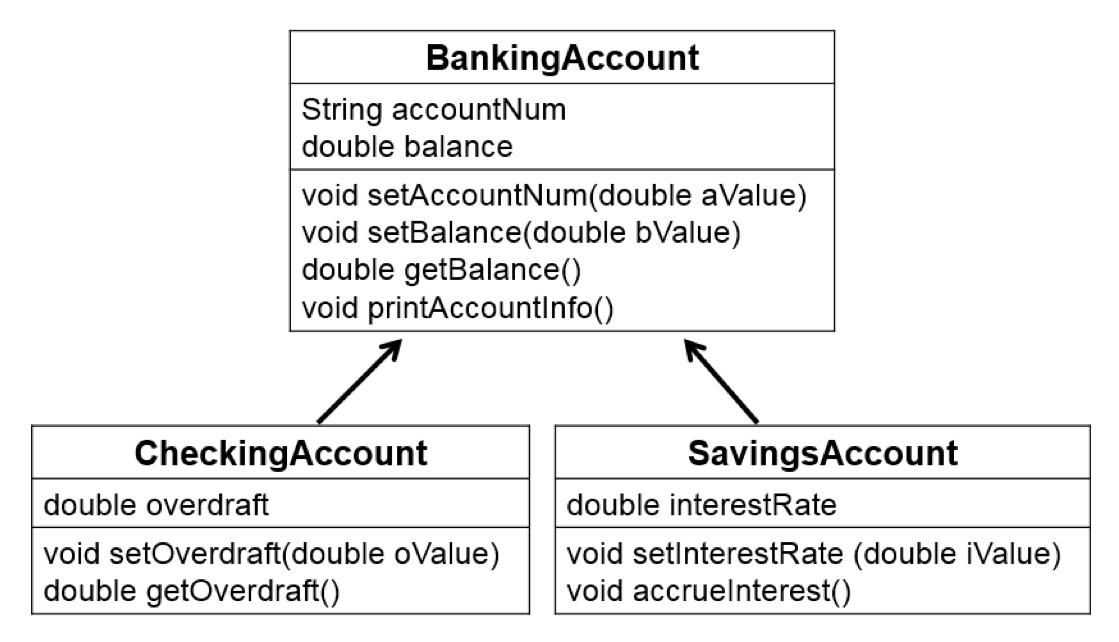 BankingAccount
String accountNum
double balance
void setAccountNum(double aValue)
void setBalance(double bValue)
double getBalance()
void printAccountInfo()
CheckingAccount
double overdraft
void setOverdraft(double oValue)
double getOverdraft()
SavingsAccount
double interestRate
void setInterestRate (double iValue)
void accrueInterest()